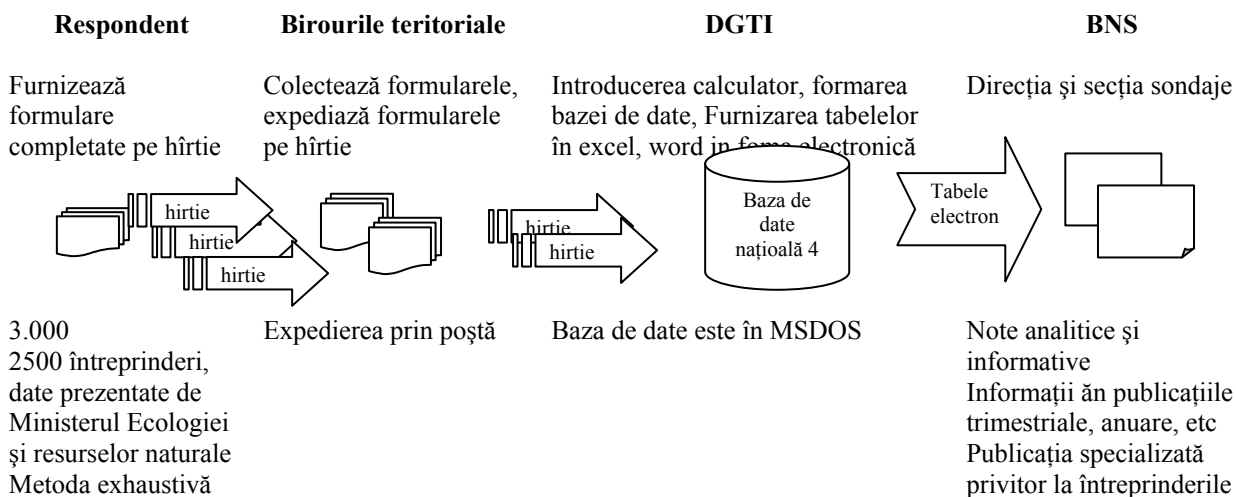 Respondent
Birourile teritoriale
DGTI
BNS
Furnizează
formulare
completate pe hîrtie
Colectează formularele,
expediază formularele
pe hîrtie
Introducerea calculator, formarea
bazei de date, Furnizarea tabelelor
în excel, word in foma electronică
Direcţia şi secţia sondaje
hirtie
hirtie
hirtie
hirtie
hirtie
Baza de
date
naţioală 4
Tabele
electron
3.000
2500 întreprinderi,
date prezentate de
Ministerul Ecologiei
şi resurselor naturale
Metoda exhaustivă
Expedierea prin poştă
Baza de date este în MSDOS
Note analitice şi
informative
Informaţii ăn publicaţiile
trimestriale, anuare, etc
Publicaţia specializată
privitor la întreprinderile